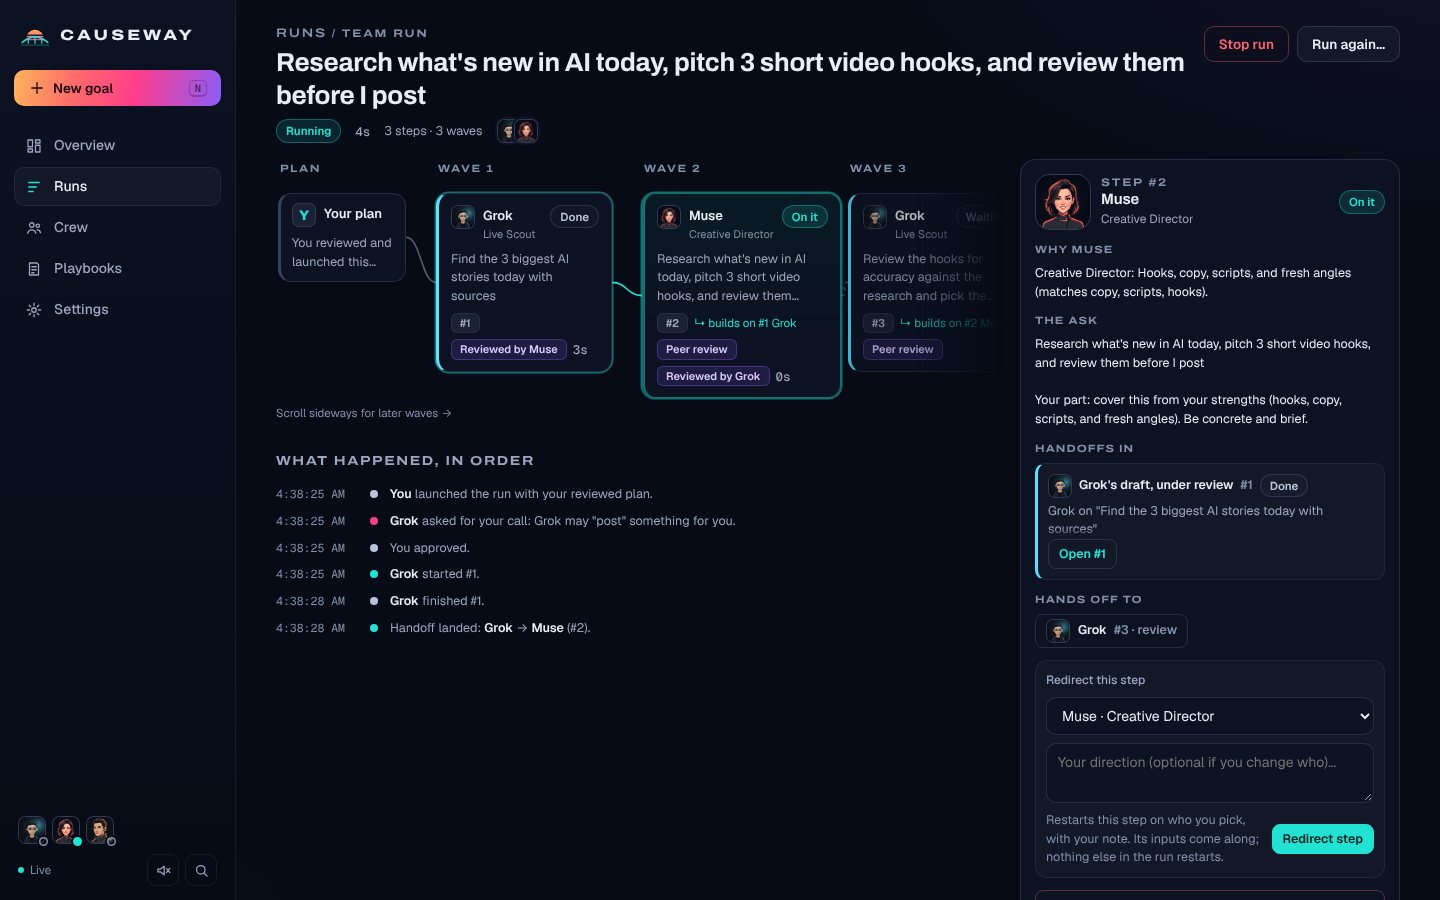 CAUSEWAY
New goal
N
Overview
Runs
Crew
Playbooks
Settings
Live
RUNS / TEAM RUN
Research what's new in AI today, pitch 3 short video hooks, and review them
before I post
Stop run
Run again...
Running
4s
3 steps · 3 waves
PLAN
Y
Your plan
You reviewed and
launched this...
WAVE 1
Grok
Done
Live Scout
Find the 3 biggest AI
stories today with
sources
#1
Reviewed by Muse
3s
WAVE 2
Muse
On it
Creative Director
Research what's new in AI
today, pitch 3 short video
hooks, and review them...
#2
↳ builds on #1 Grok
Peer review
Reviewed by Grok
0s
WAVE 3
Grok
Live Scout
Review the hooks for
accuracy against the
research and pick the...
#3
↳ builds on #2
Peer review
Scroll sideways for later waves →
WHAT HAPPENED, IN ORDER
4:38:25 AM You launched the run with your reviewed plan.
4:38:25 AM Grok asked for your call: Grok may "post" something for you.
4:38:25 AM You approved.
4:38:25 AM Grok started #1.
4:38:28 AM Grok finished #1.
4:38:28 AM Handoff landed: Grok → Muse (#2).
STEP #2
Muse
Creative Director
On it
WHY MUSE
Creative Director: Hooks, copy, scripts, and fresh angles
(matches copy, scripts, hooks).
THE ASK
Research what's new in AI today, pitch 3 short video hooks,
and review them before I post
Your part: cover this from your strengths (hooks, copy,
scripts, and fresh angles). Be concrete and brief.
HANDOFFS IN
Grok's draft, under review #1 Done
Grok on "Find the 3 biggest AI stories today with
sources"
Open #1
HANDS OFF TO
Grok #3 · review
Redirect this step
Muse · Creative Director
Your direction (optional if you change who)...
Restarts this step on who you pick,
with your note. Its inputs come along;
nothing else in the run restarts.
Redirect step